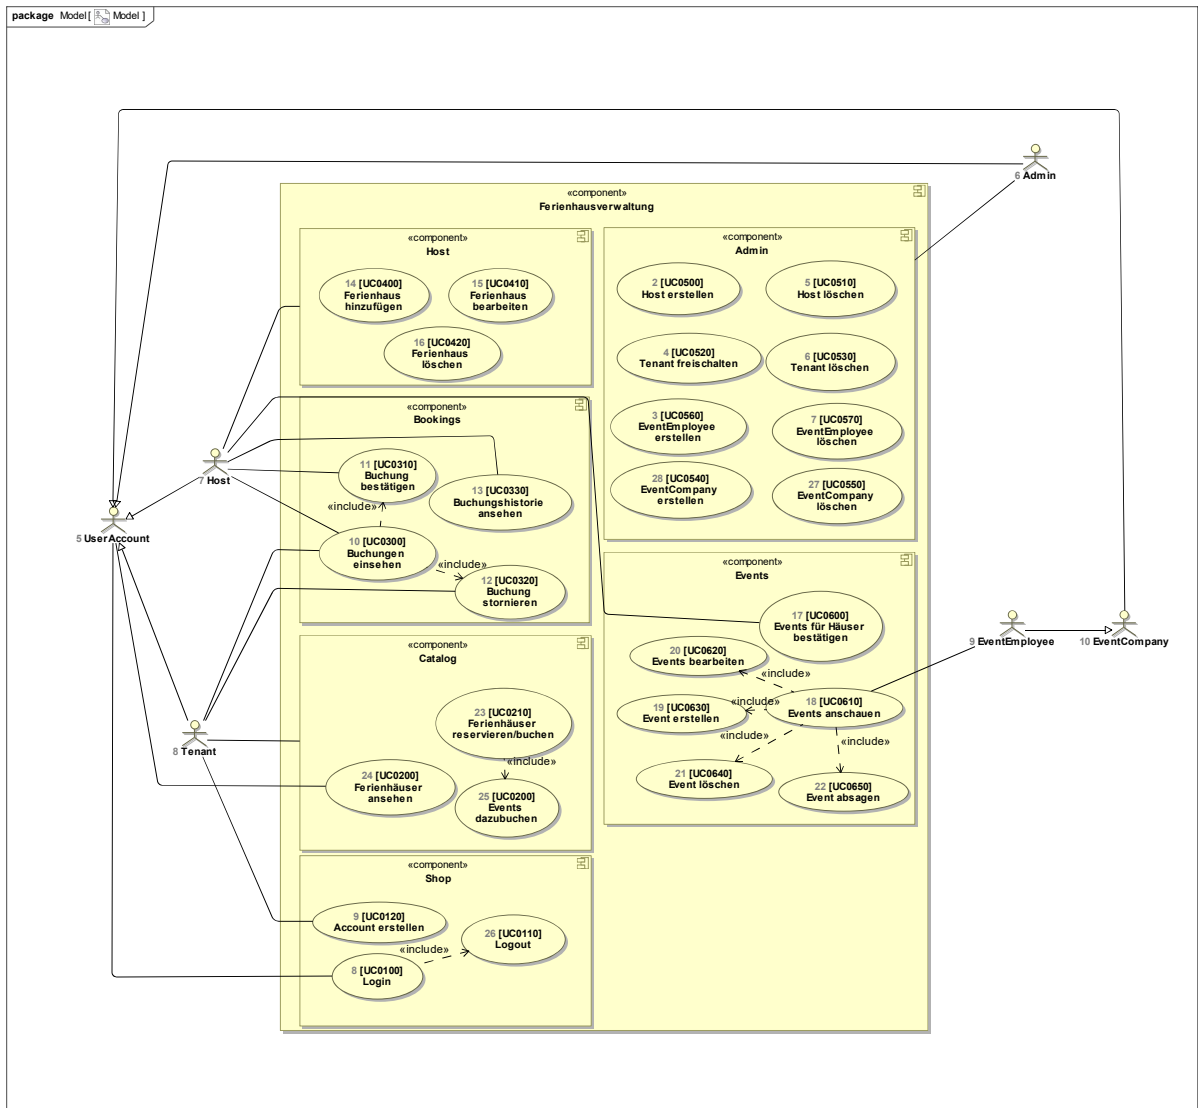 package Model [ Model ]
6 Admin
«component»
Ferienhausverwaltung
«component»
Host
14 [UC0400]
Ferienhaus
hinzufügen
15 [UC0410]
Ferienhaus
bearbeiten
16 [UC0420]
Ferienhaus
löschen
«component»
Admin
2 [UC0500]
Host erstellen
5 [UC0510]
Host löschen
4 [UC0520]
Tenant freischalten
6 [UC0530]
Tenant löschen
3 [UC0560]
EventEmployee
erstellen
7 [UC0570]
EventEmployee
löschen
28 [UC0540]
EventCompany
erstellen
27 [UC0550]
EventCompany
löschen
«component»
Bookings
11 [UC0310]
Buchung
bestätigen
13 [UC0330]
Buchungshistorie
ansehen
«include»
10 [UC0300]
Buchungen
einsehen
«include»
12 [UC0320]
Buchung
stornieren
7 Host
5 UserAccount
8 Tenant
«component»
Events
17 [UC0600]
Events für Häuser
bestätigen
20 [UC0620]
Events bearbeiten
«include»
19 [UC0630]
Event erstellen
«include»
18 [UC0610]
Events anschauen
«include»
«include»
21 [UC0640]
Event löschen
22 [UC0650]
Event absagen
9 EventEmployee
10 EventCompany
«component»
Catalog
23 [UC0210]
Ferienhäuser
reservieren/buchen
«include»
24 [UC0200]
Ferienhäuser
ansehen
25 [UC0200]
Events
dazubuchen
«component»
Shop
9 [UC0120]
Account erstellen
26 [UC0110]
Logout
«include»
8 [UC0100]
Login